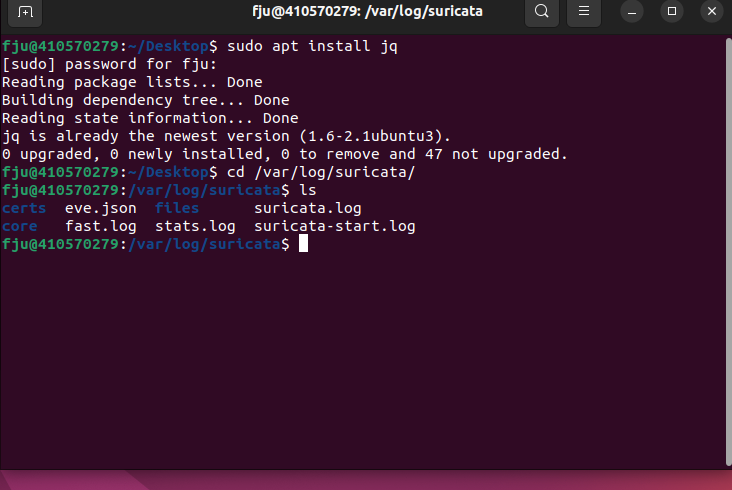 fju@410570279: /var/log/suricata
fju@410570279:~/Desktop$ sudo apt install jq
[sudo] password for fju:
Reading package lists... Done
Building dependency tree... Done
Reading state information... Done
jq is already the newest version (1.6-2.1ubuntu3).
0 upgraded, 0 newly installed, 0 to remove and 47 not upgraded.
fju@410570279:~/Desktop$ cd /var/log/suricata/
fju@410570279:/var/log/suricata$ ls
certs  eve.json  files      suricata.log
core   fast.log  stats.log  suricata-start.log
fju@410570279:/var/log/suricata$